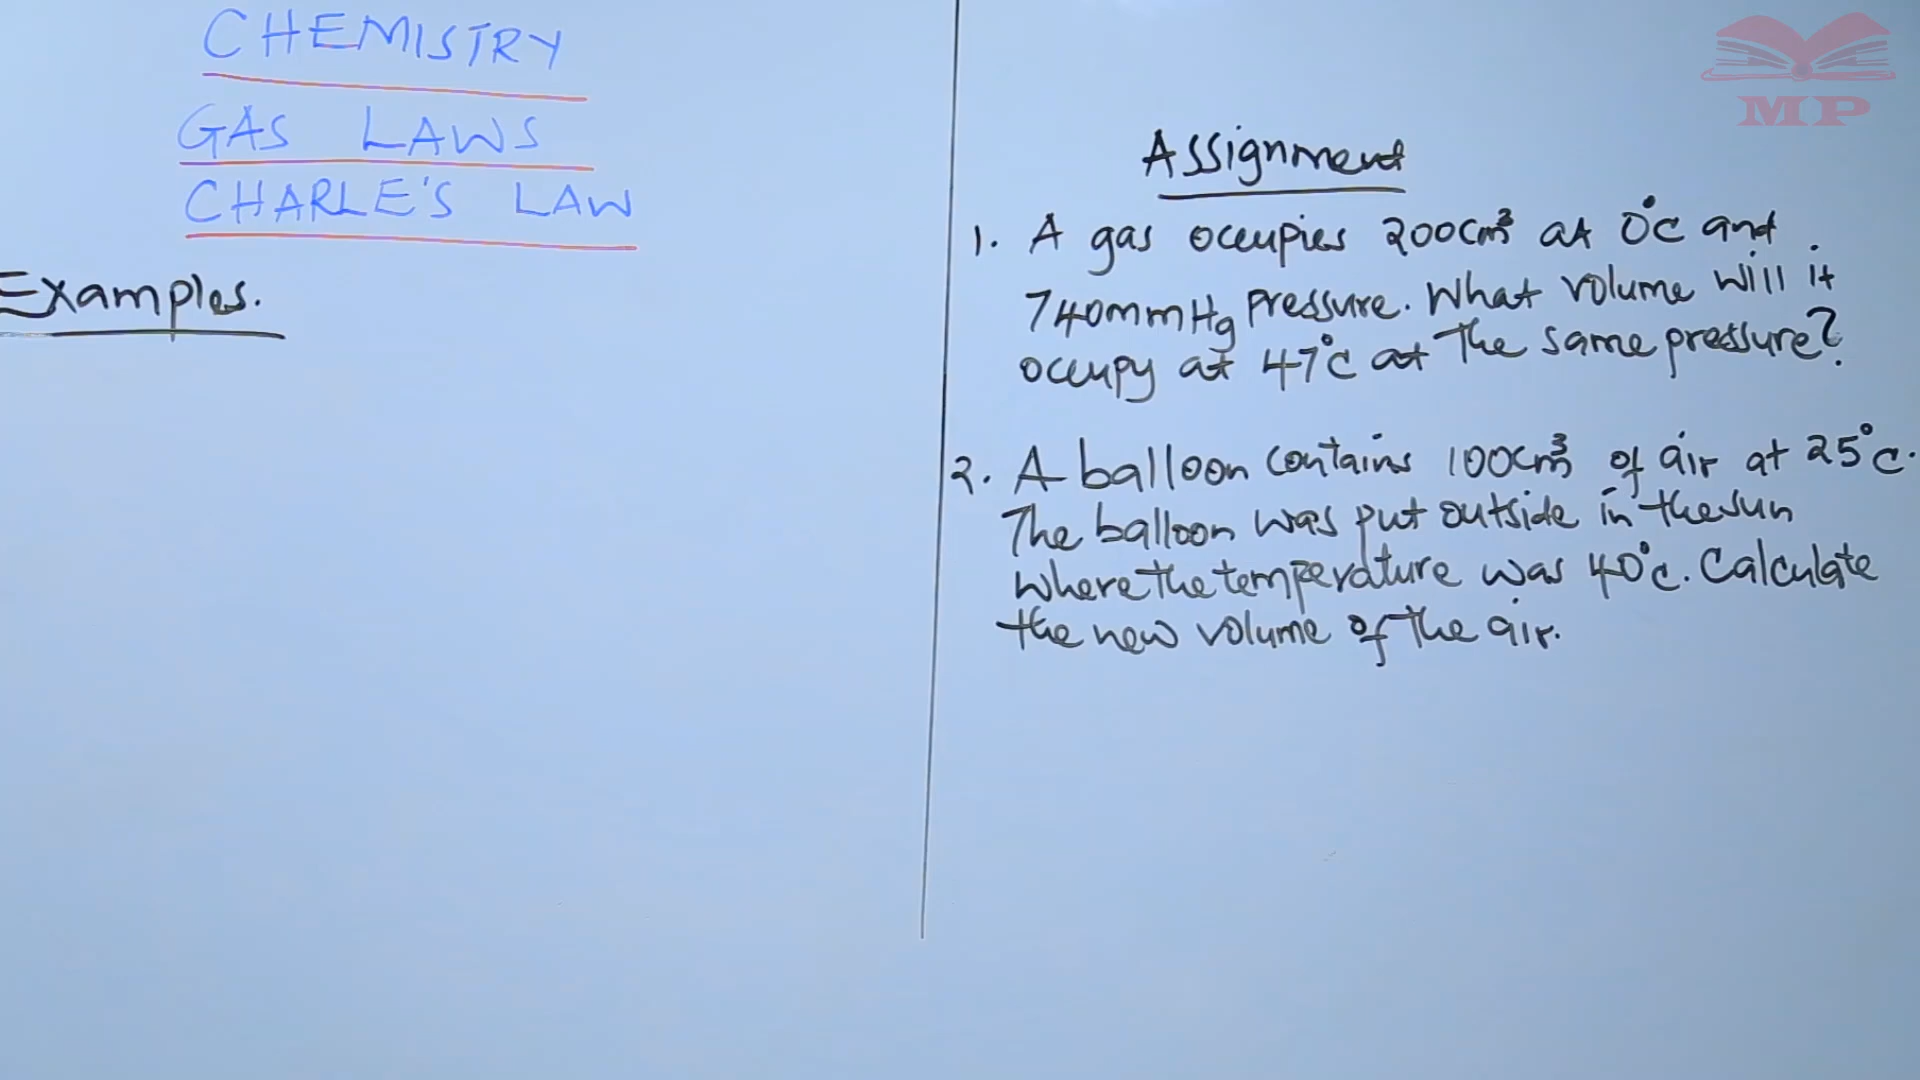 CHEMISTRY
GAS LAWS
CHARLE'S LAW
Examples.
MP
Assignment
1. A gas occupies 200cm³ at 0°c and
740mmHg pressure. What volume will it
occupy at 47°c at the same pressure?
2. A balloon contains 100cm³ of air at 25°c.
The balloon was put outside in the sun
where the temperature was 40°c. Calculate
the new volume of the air.